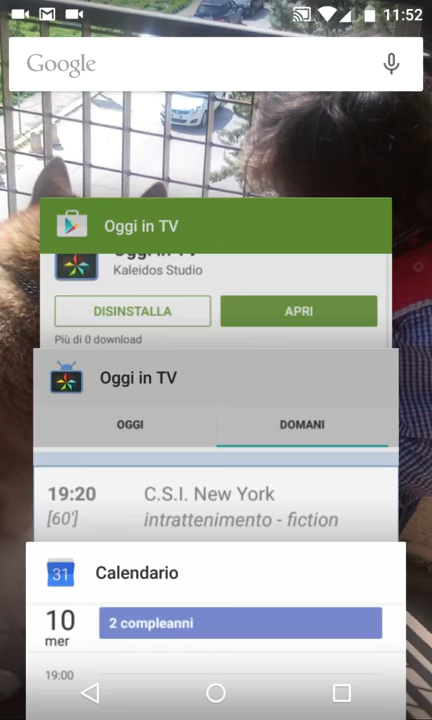 11:52
Google
Oggi in TV
Oggi in TV
Kaleidos Studio
DISINSTALLA
APRI
Più di 0 download
Oggi in TV
OGGI
DOMANI
19:20
C.S.I. New York
[60']
intrattenimento - fiction
31
Calendario
10
2 compleanni
mer
19:00